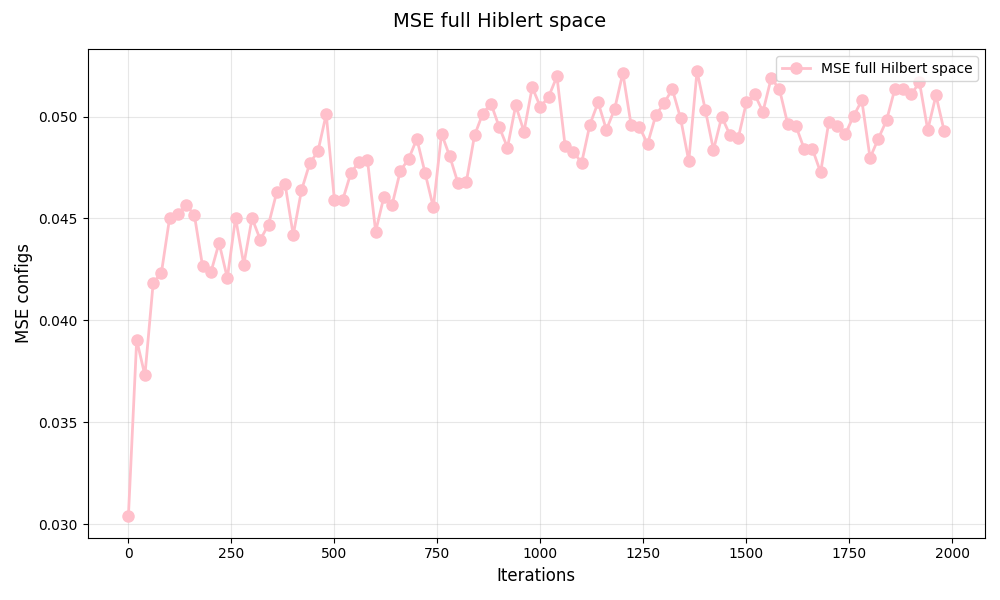 MSE full Hiblert space
MSE full Hilbert space
MSE configs
0.050
0.045
0.040
0.035
0.030
0 250 500 750 1000 1250 1500 1750 2000
Iterations